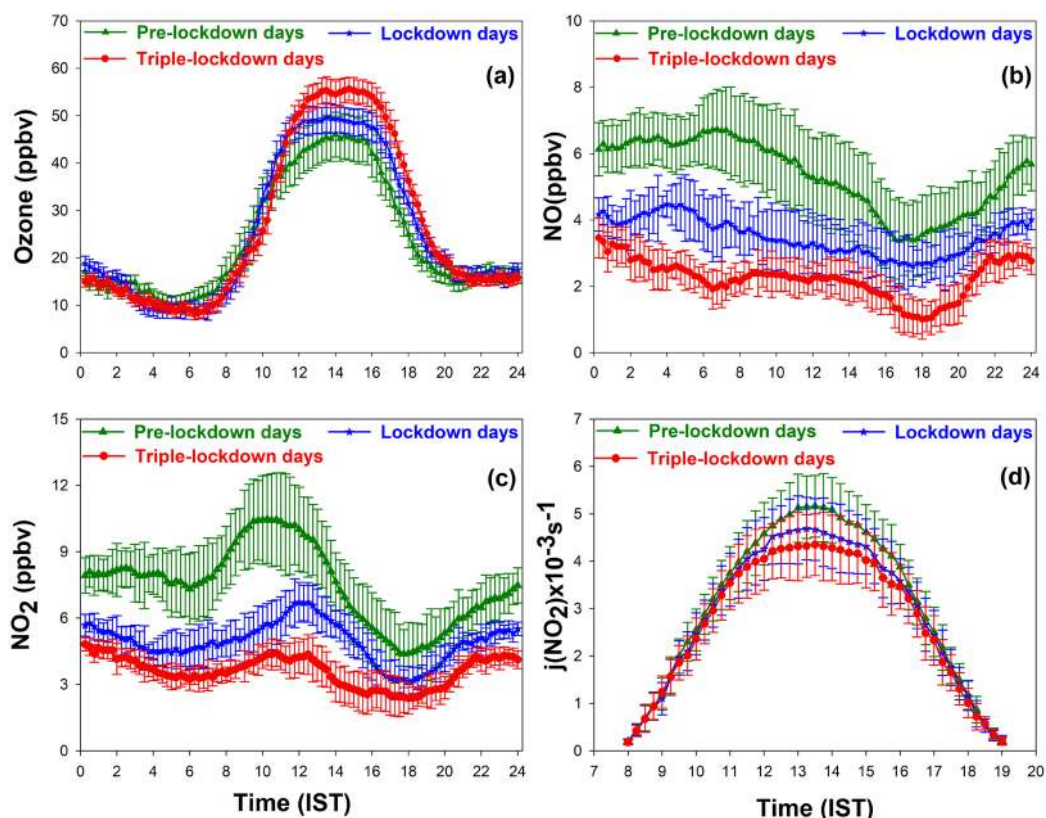 Pre-lockdown days
Lockdown days
Triple-lockdown days
(a)
Ozone (ppbv)
70
60
50
40
30
20
10
0
0 2 4 6 8 10 12 14 16 18 20 22 24
Pre-lockdown days
Lockdown days
Triple-lockdown days
(b)
NO(ppbv)
10
8
6
4
2
0
0 2 4 6 8 10 12 14 16 18 20 22 24
Pre-lockdown days
Lockdown days
Triple-lockdown days
(c)
NO2 (ppbv)
15
12
9
6
3
0
0 2 4 6 8 10 12 14 16 18 20 22 24
Time (IST)
Pre-lockdown days
Lockdown days
Triple-lockdown days
(d)
j(NO2)x10-3s-1
7
6
5
4
3
2
1
0
7 8 9 10 11 12 13 14 15 16 17 18 19 20
Time (IST)